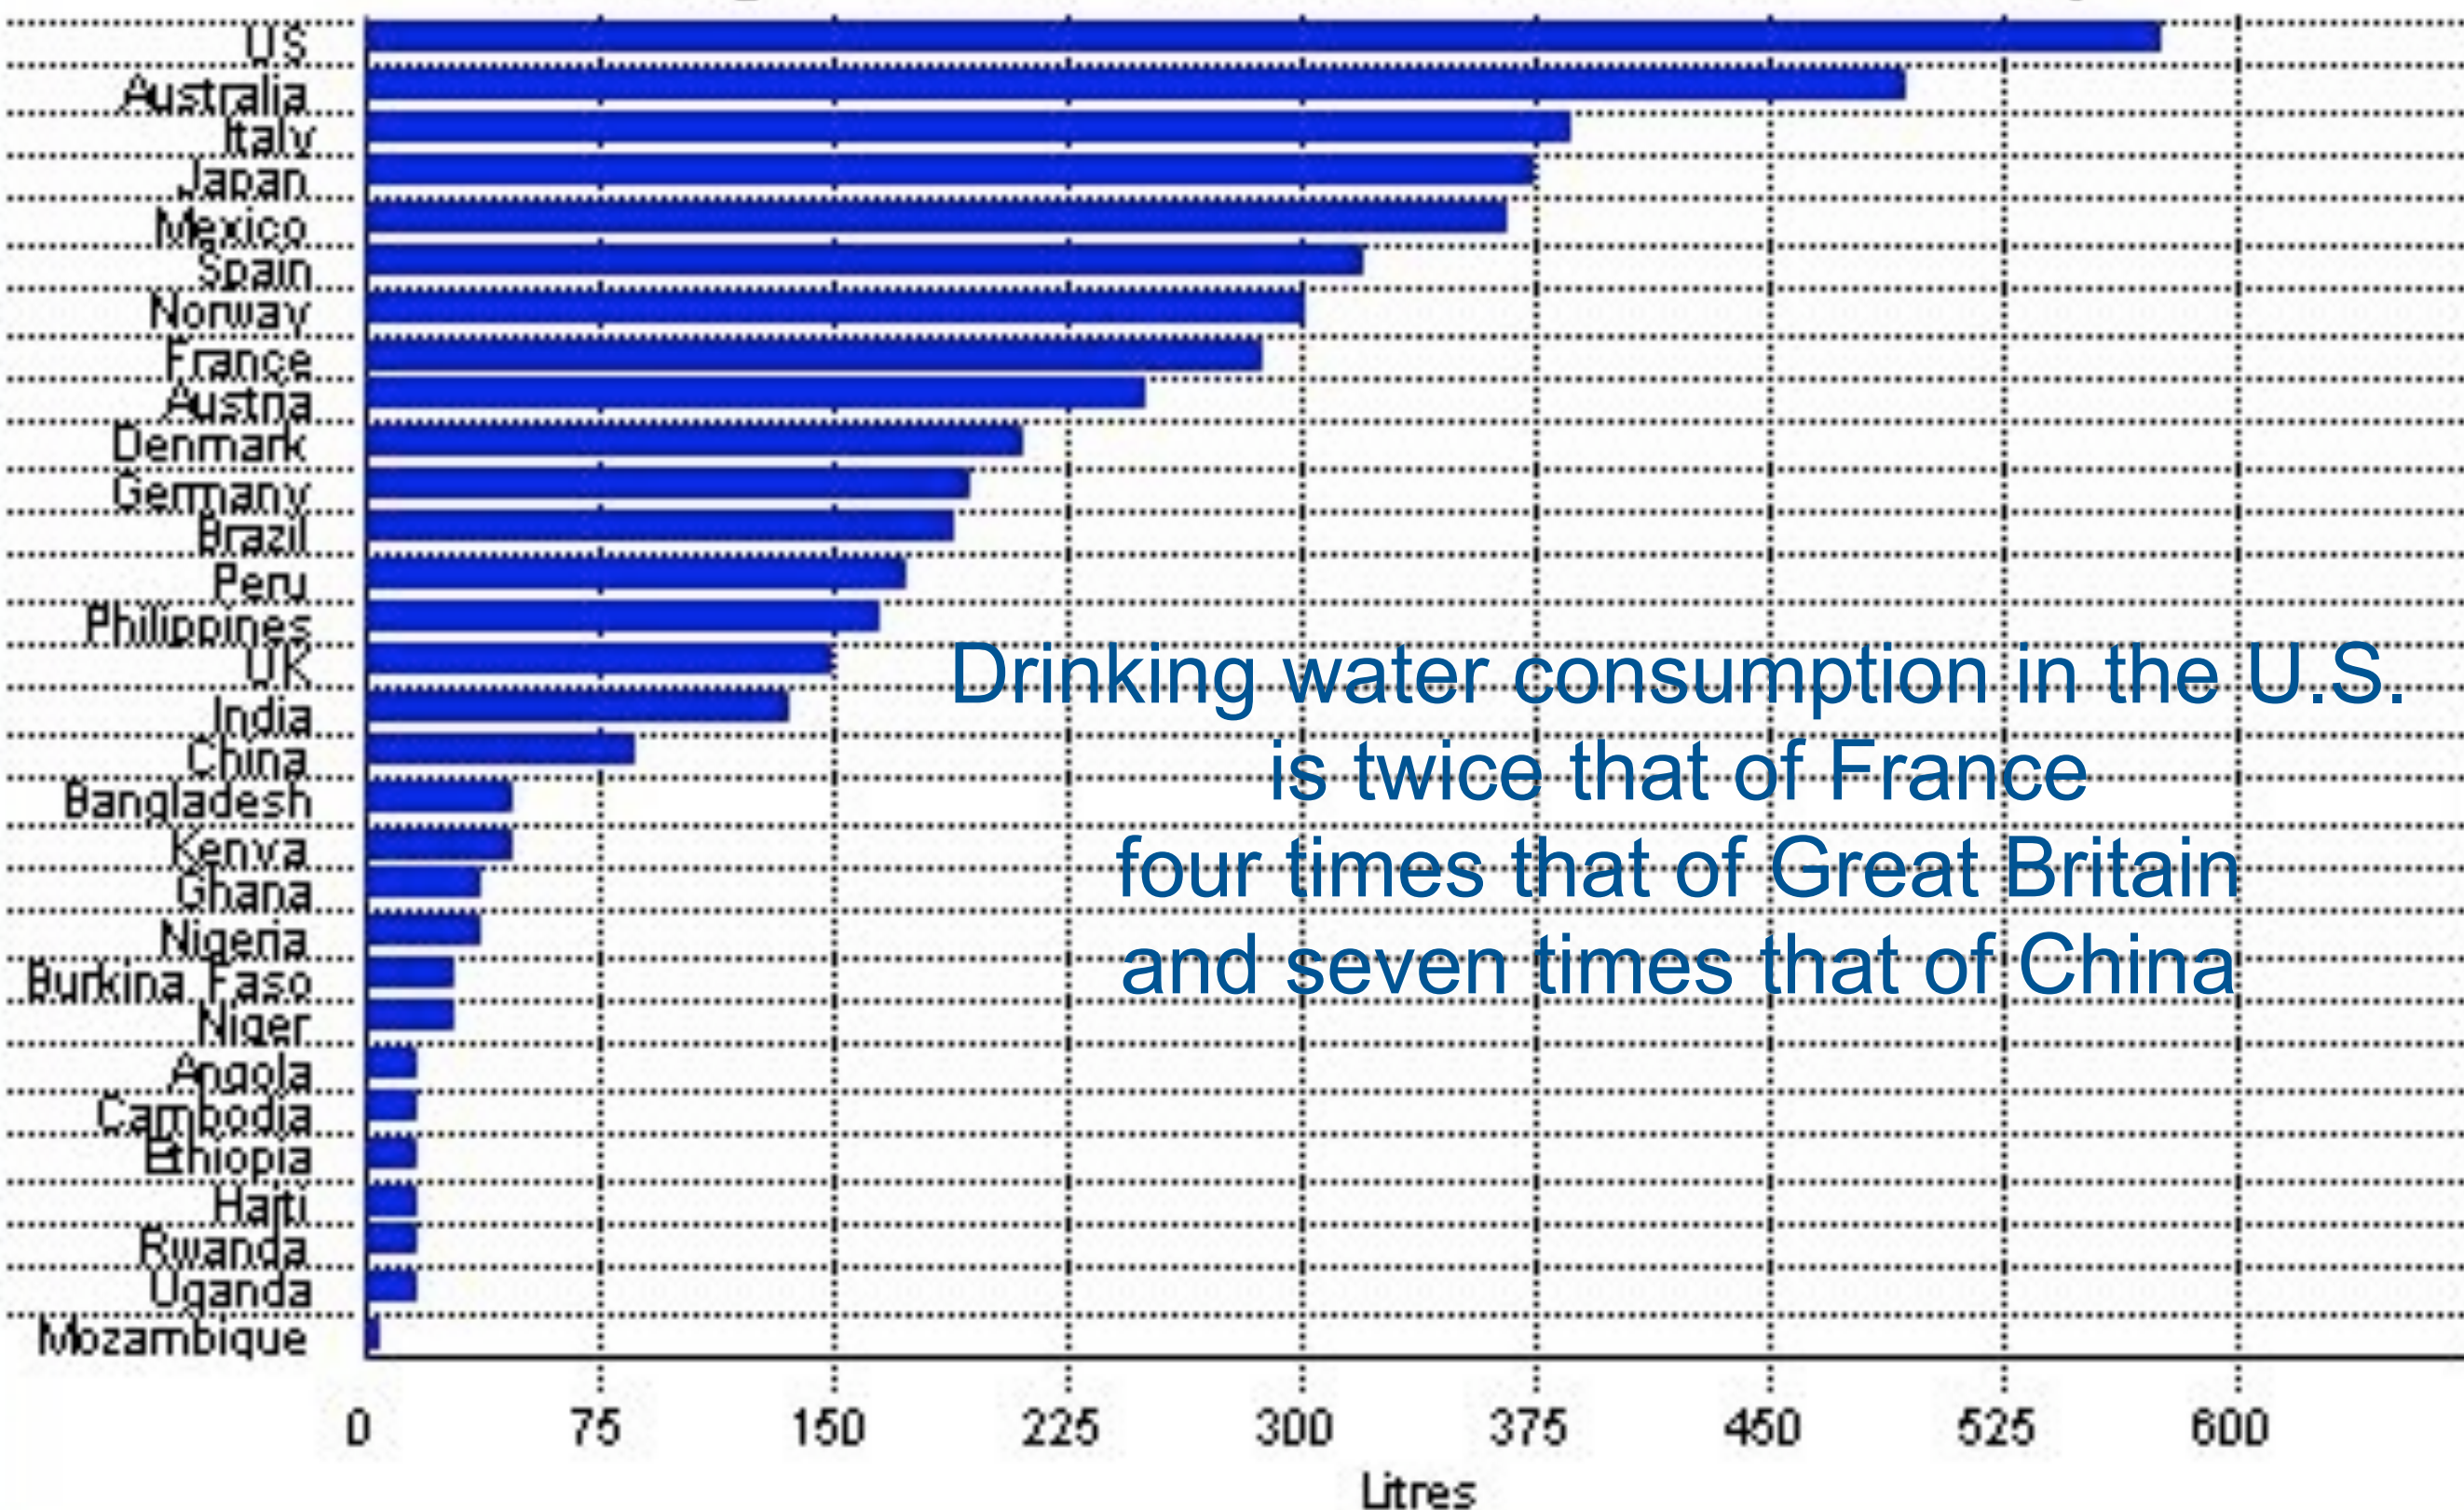 US
Australia
Italy
Japan
Mexico
Spain
Norway
France
Austria
Denmark
Germany
Brazil
Peru
Philippines
UK
India
China
Bangladesh
Kenya
Ghana
Nigeria
Burkina Faso
Niger
Angola
Cambodia
Ethiopia
Haiti
Rwanda
Uganda
Mozambique
Drinking water consumption in the U.S.
is twice that of France
four times that of Great Britain
and seven times that of China
0 75 150 225 300 375 450 525 600
Litres